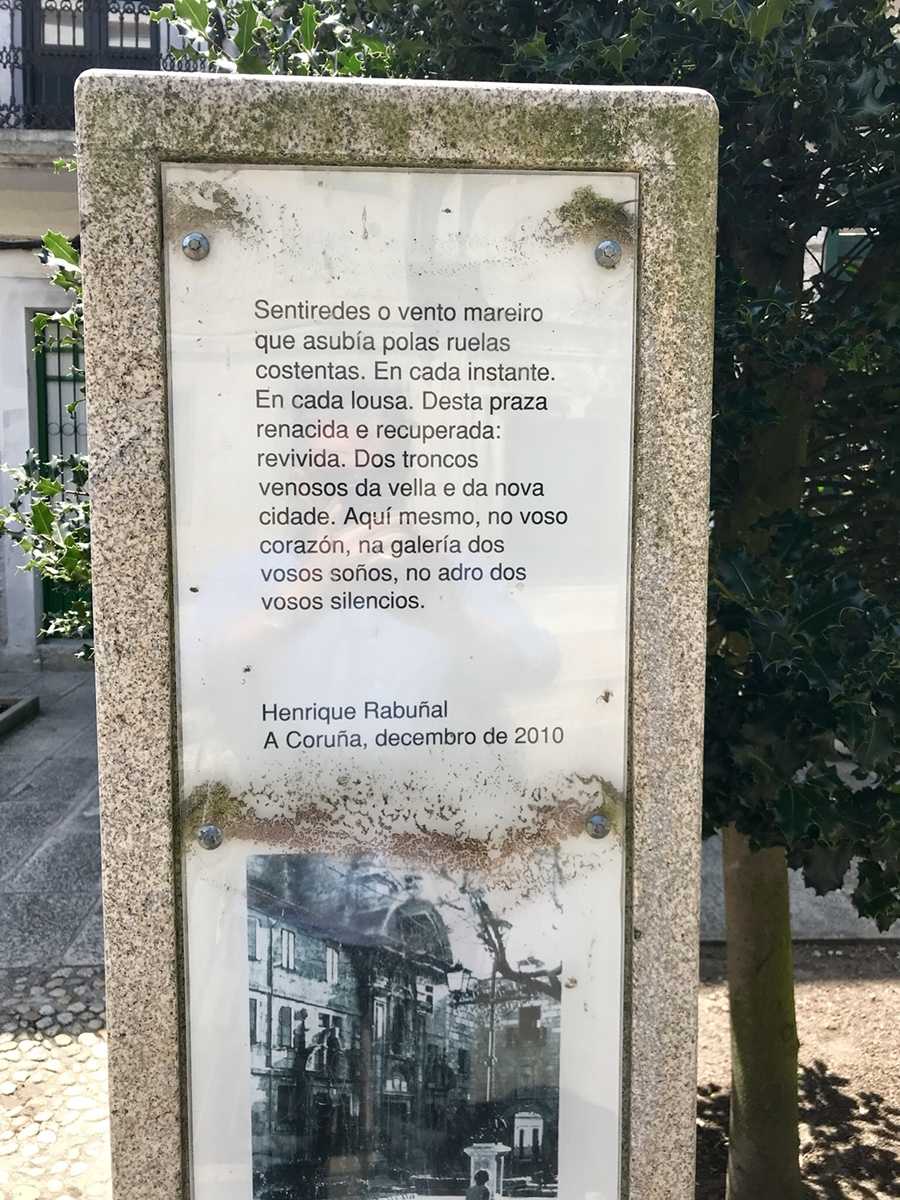 Sentiredes o vento mareiro
que asubía polas ruelas
costentas. En cada instante.
En cada lousa. Desta praza
renacida e recuperada:
revivida. Dos troncos
venosos da vella e da nova
cidade. Aquí mesmo, no voso
corazón, na galería dos
vosos soños, no adro dos
vosos silencios.
Henrique Rabuñal
A Coruña, decembro de 2010